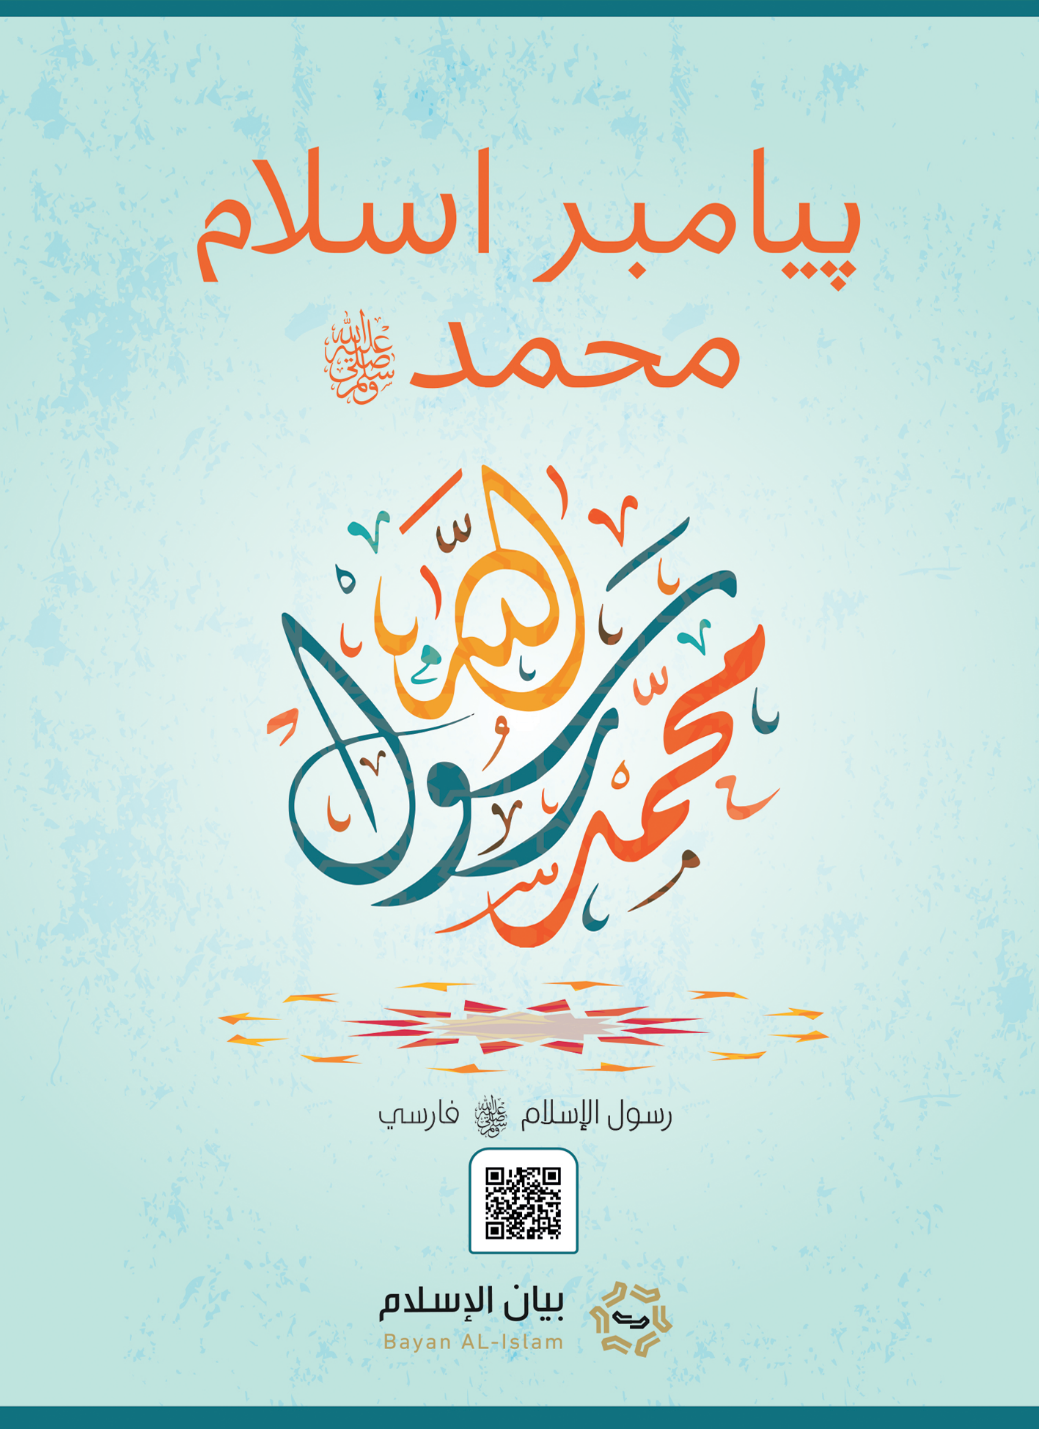 پیامبر اسلام
محمد ﷺ
محمد رسول الله
رسول الإسلام ﷺ فارسي
بيان الإسلام
Bayan AL-Islam